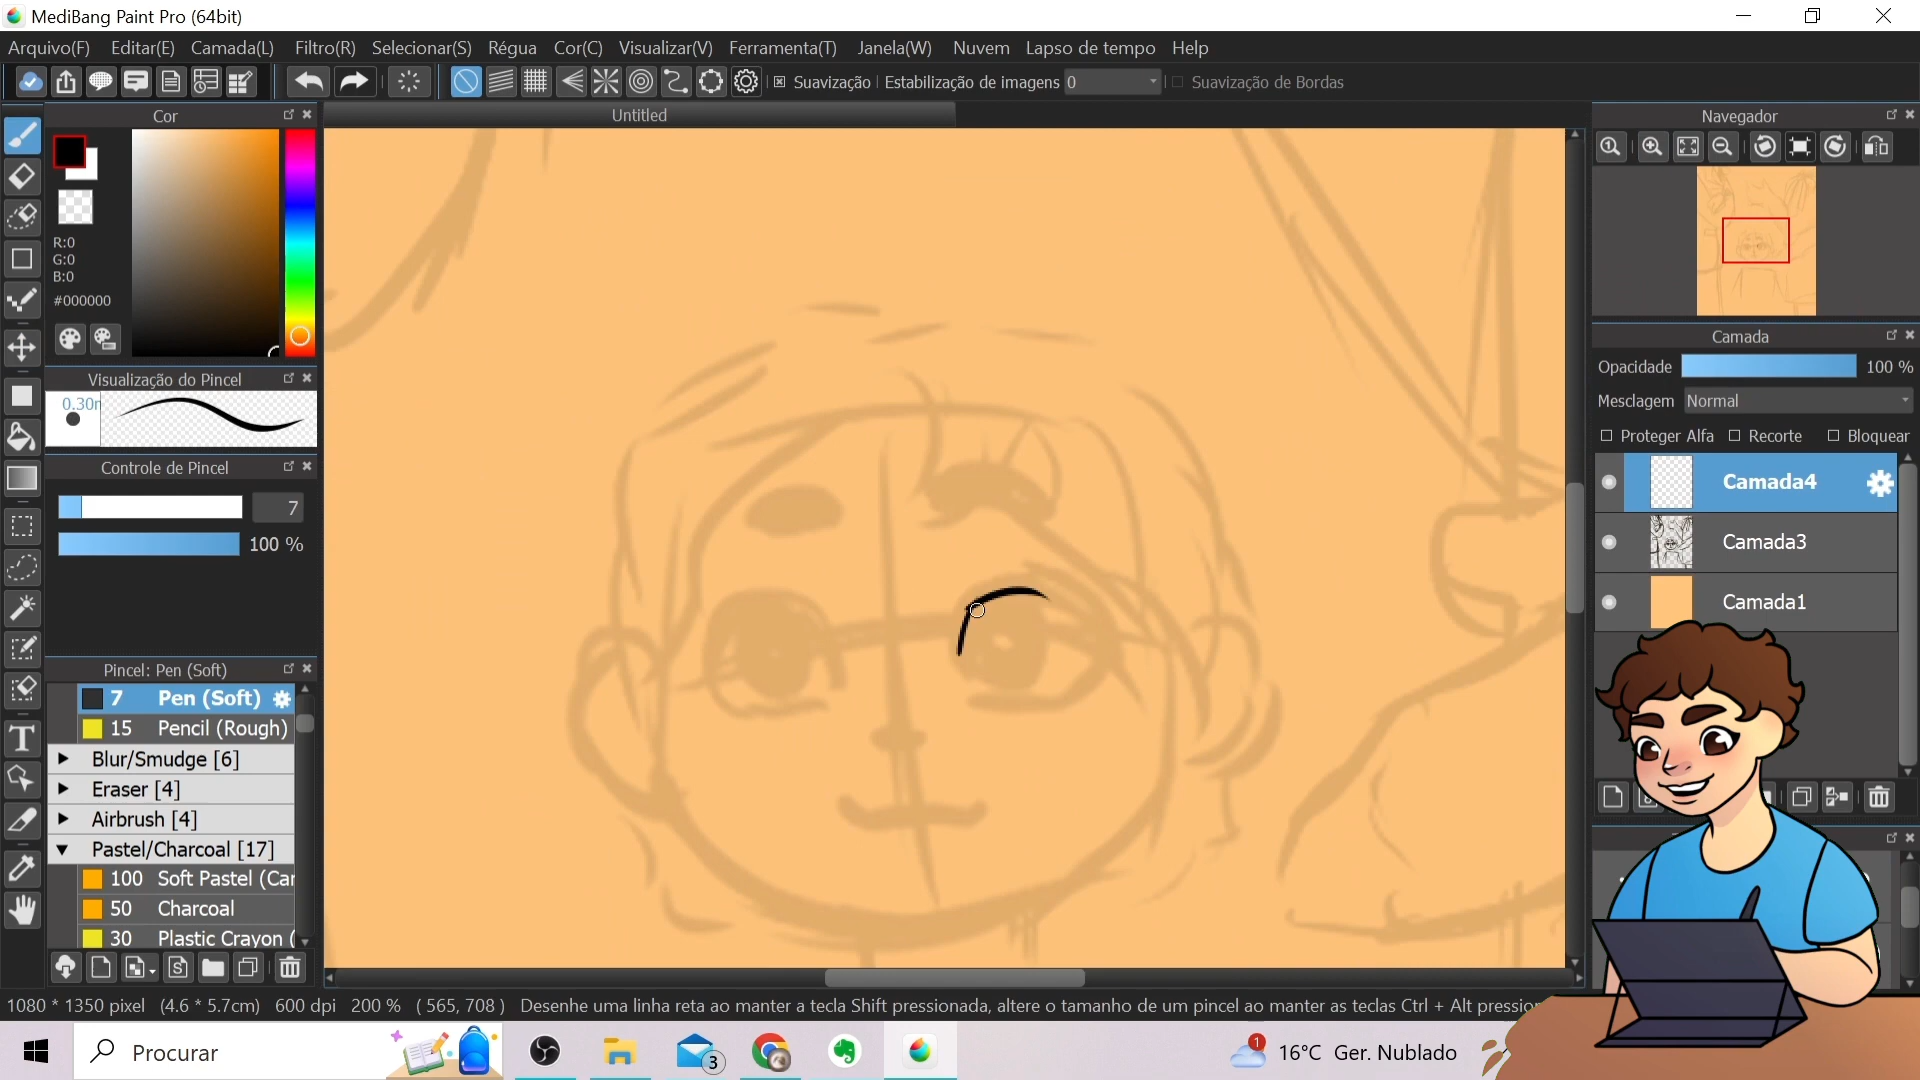 MediBang Paint Pro (64bit)
Arquivo(F) Editar(E) Camada(L) Filtro(R) Selecionar(S) Régua Cor(C) Visualizar(V) Ferramenta(T) Janela(W) Nuvem Lapso de tempo Help
Suavização Estabilização de imagens 0 Suavização de Bordas
Cor
Untitled
Navegador
R:0
G:0
B:0
#000000
Camada
Opacidade 100 %
Visualização do Pincel
Mesclagem Normal
0.30
Proteger Alfa Recorte Bloquear
Controle de Pincel
Camada4
7
100 %
Camada3
Camada1
Pincel: Pen (Soft)
7 Pen (Soft)
15 Pencil (Rough)
Blur/Smudge [6]
Eraser [4]
Airbrush [4]
Pastel/Charcoal [17]
100 Soft Pastel (Car
50 Charcoal
30 Plastic Crayon (
1080 * 1350 pixel (4.6 * 5.7cm) 600 dpi 200 % ( 565, 708 ) Desenhe uma linha reta ao manter a tecla Shift pressionada, altere o tamanho de um pincel ao manter as teclas Ctrl + Alt pression
Procurar
3
1
16°C Ger. Nublado